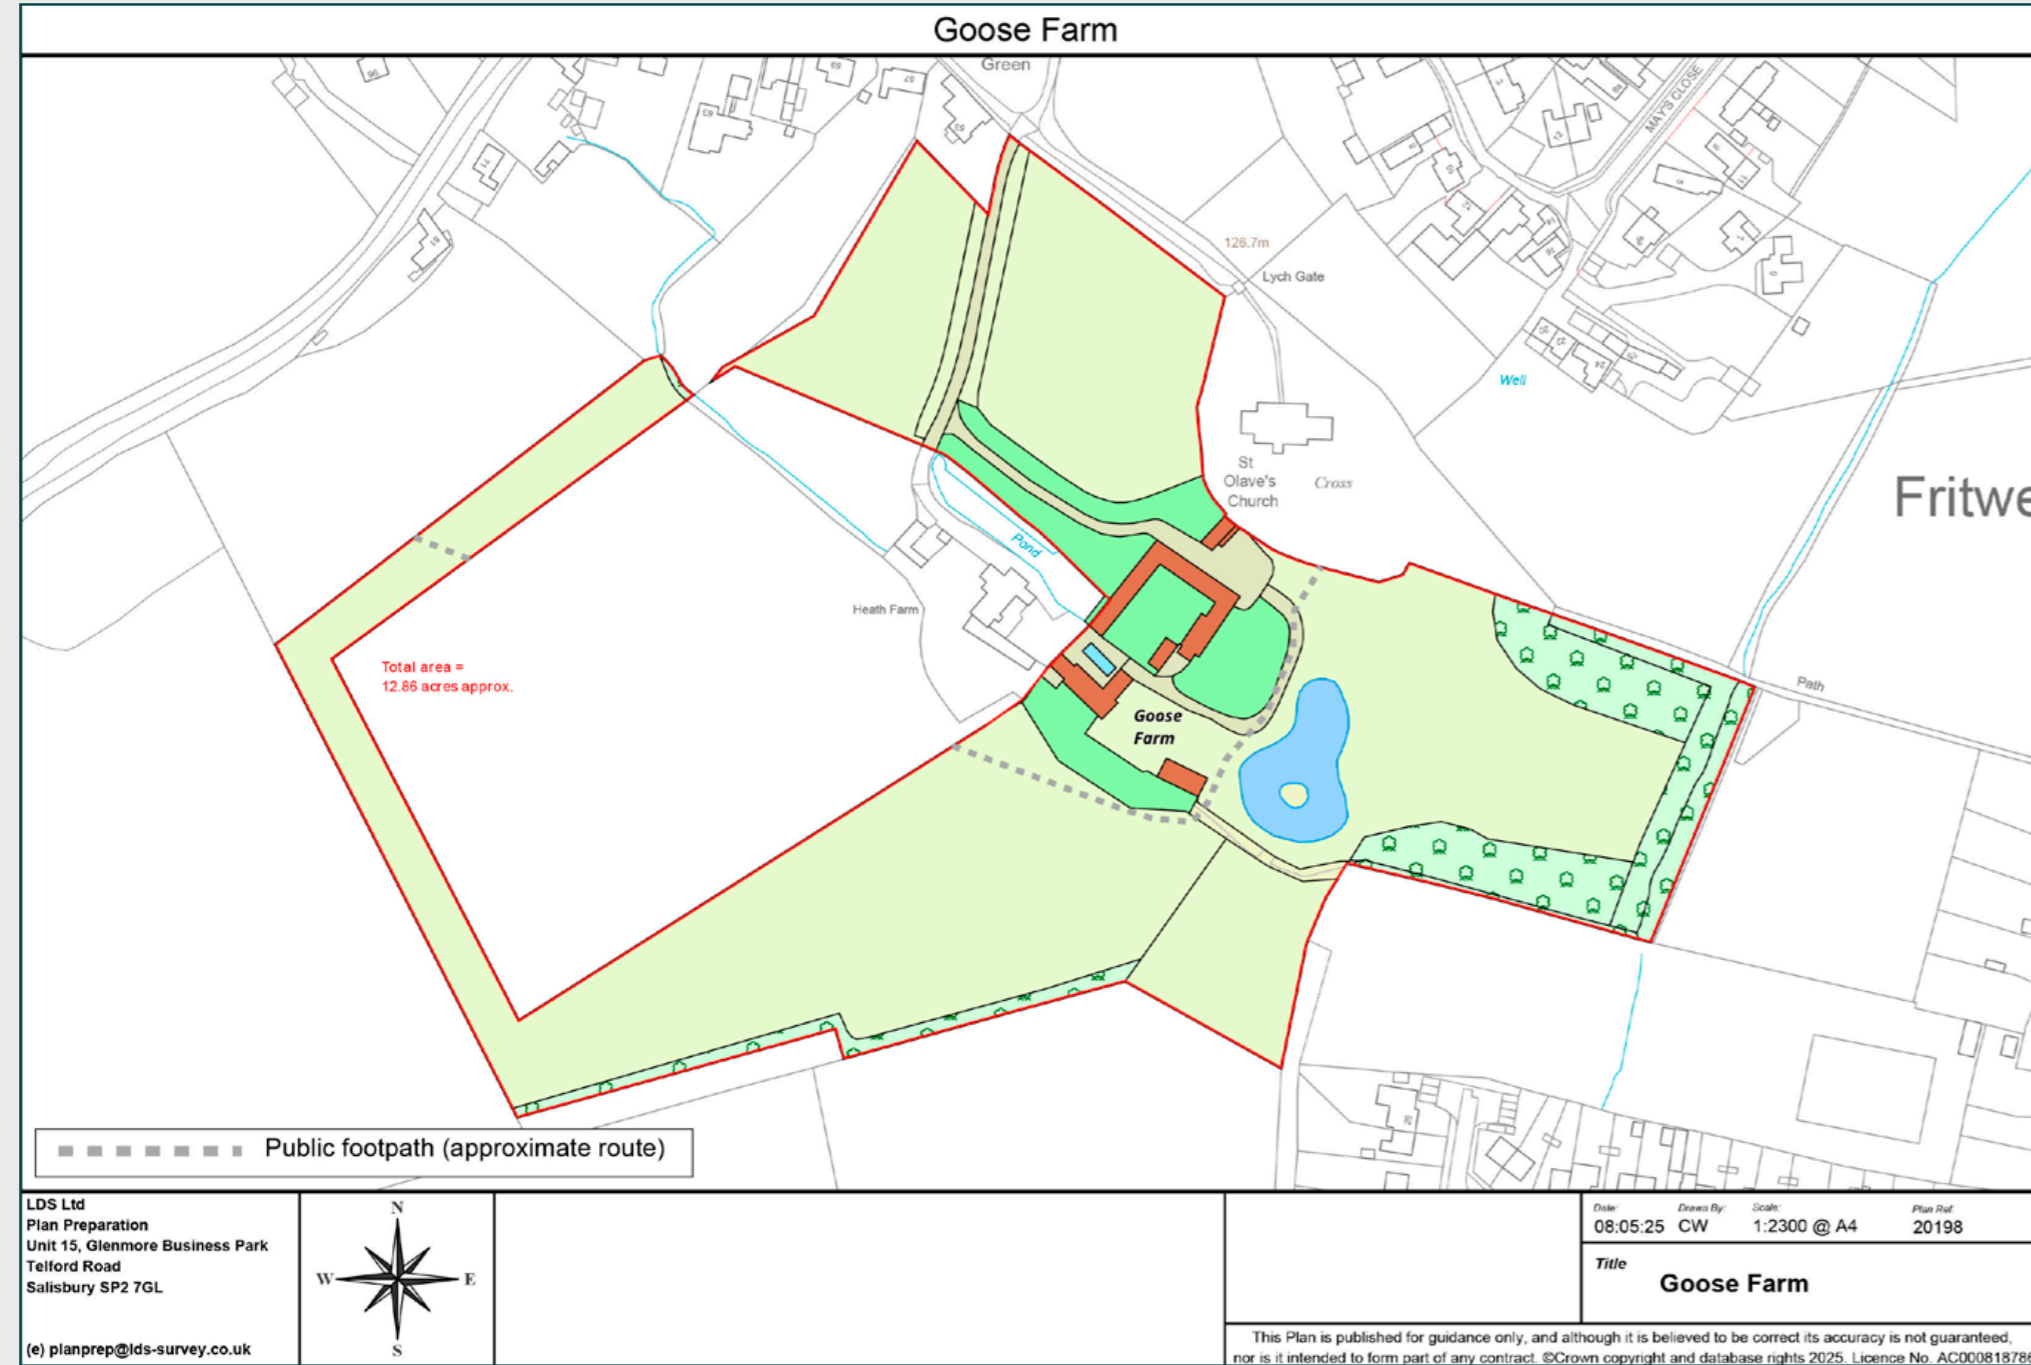 Goose Farm
Green
MAYS CLOSE
126.7m
Lych Gate
Well
St
Olave's
Church
Cross
Fritwe
Pond
Heath Farm
Total area =
12.86 acres approx.
Goose
Farm
Path
Public footpath (approximate route)
LDS Ltd
Plan Preparation
Unit 15, Glenmore Business Park
Telford Road
Salisbury SP2 7GL
(e) planprep@lds-survey.co.uk
N
W
E
S
Date: Drawn By: Scale: Plan Ref:
08:05:25 CW 1:2300 @ A4 20198
Title
Goose Farm
This Plan is published for guidance only, and although it is believed to be correct its accuracy is not guaranteed,
nor is it intended to form part of any contract. ©Crown copyright and database rights 2025. Licence No.